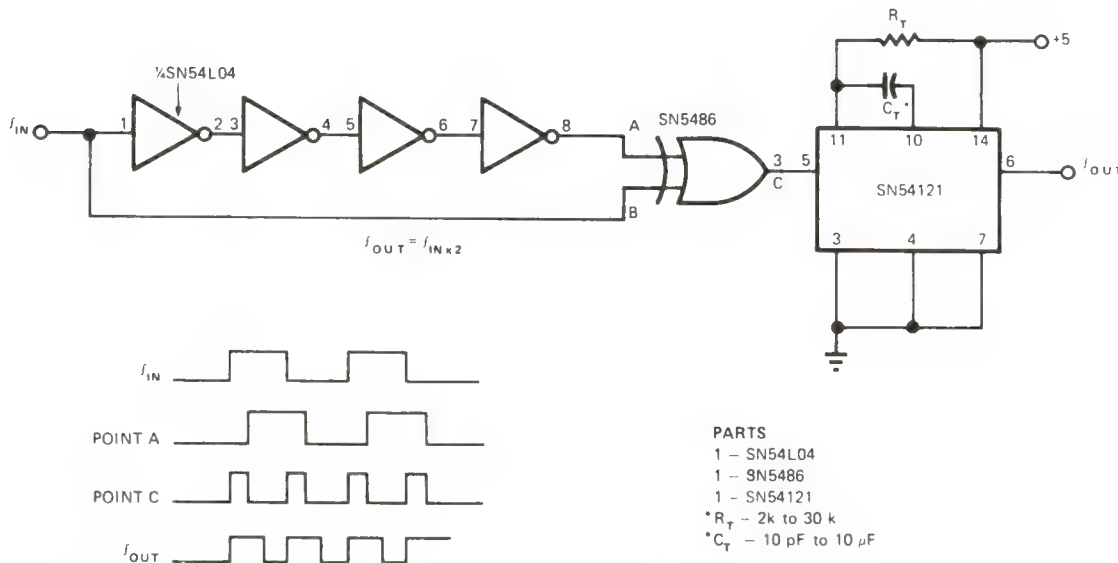 R_T
+5
¼SN54L04
C_T*
SN5486
f_IN
1
2
3
4
5
6
7
8
A
B
3
C
5
11
10
14
SN54121
6
f_OUT
3
4
7
f_OUT = f_IN x 2
f_IN
POINT A
POINT C
f_OUT
PARTS
1 – SN54L04
1 – SN5486
1 – SN54121
*R_T – 2k to 30 k
*C_T – 10 pF to 10 µF